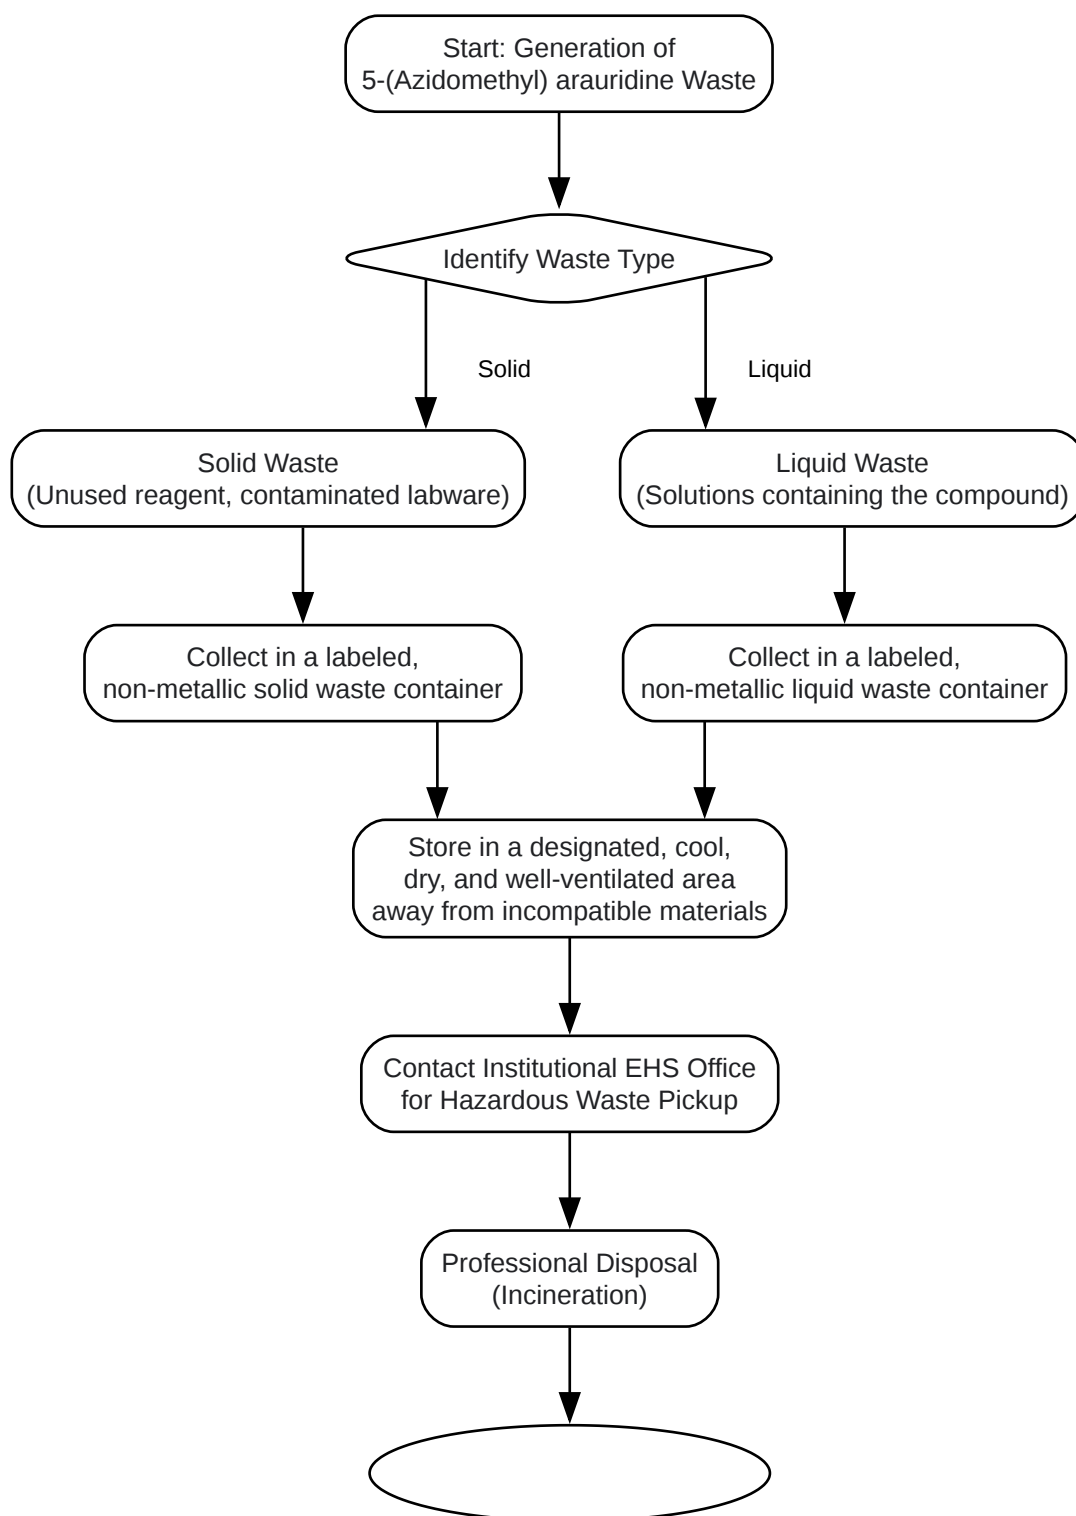 Start: Generation of
5-(Azidomethyl) arauridine Waste
Identify Waste Type
Solid
Liquid
Solid Waste
(Unused reagent, contaminated labware)
Liquid Waste
(Solutions containing the compound)
Collect in a labeled,
non-metallic solid waste container
Collect in a labeled,
non-metallic liquid waste container
Store in a designated, cool,
dry, and well-ventilated area
away from incompatible materials
Contact Institutional EHS Office
for Hazardous Waste Pickup
Professional Disposal
(Incineration)